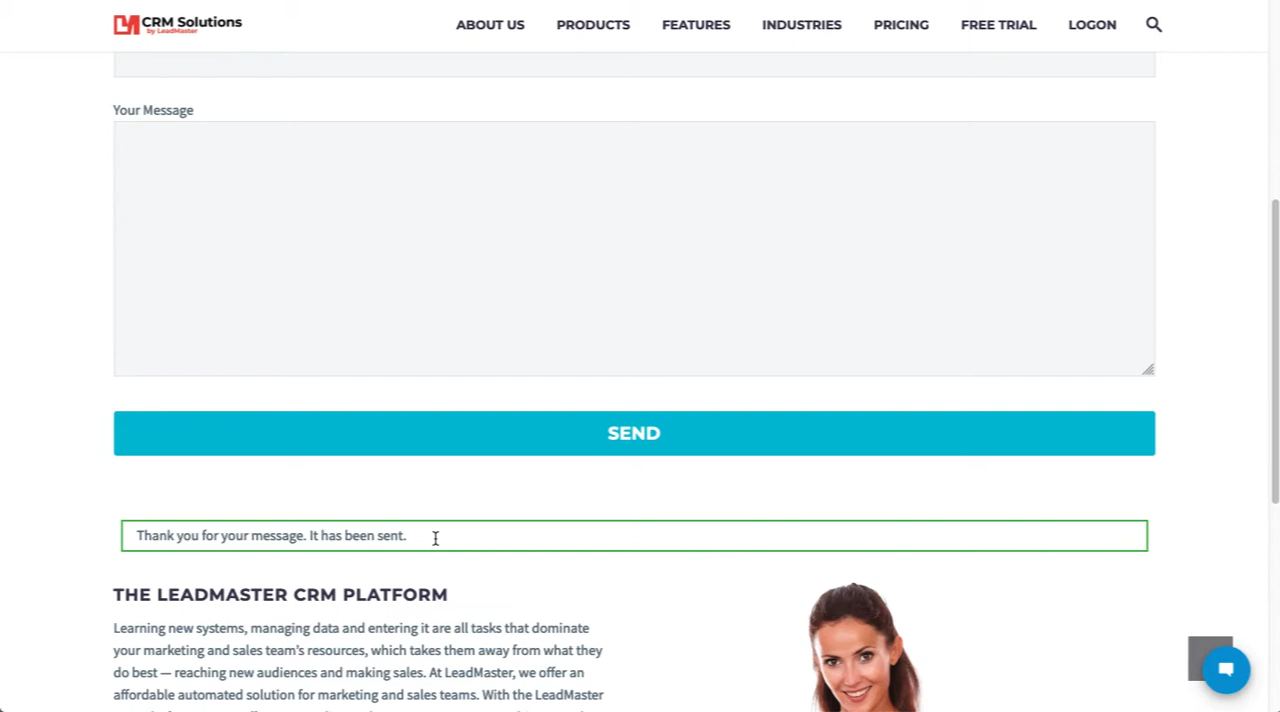 CRM Solutions
by LeadMaster
ABOUT US
PRODUCTS
FEATURES
INDUSTRIES
PRICING
FREE TRIAL
LOGON
Your Message
SEND
Thank you for your message. It has been sent.
THE LEADMASTER CRM PLATFORM
Learning new systems, managing data and entering it are all tasks that dominate
your marketing and sales team's resources, which takes them away from what they
do best — reaching new audiences and making sales. At LeadMaster, we offer an
affordable automated solution for marketing and sales teams. With the LeadMaster